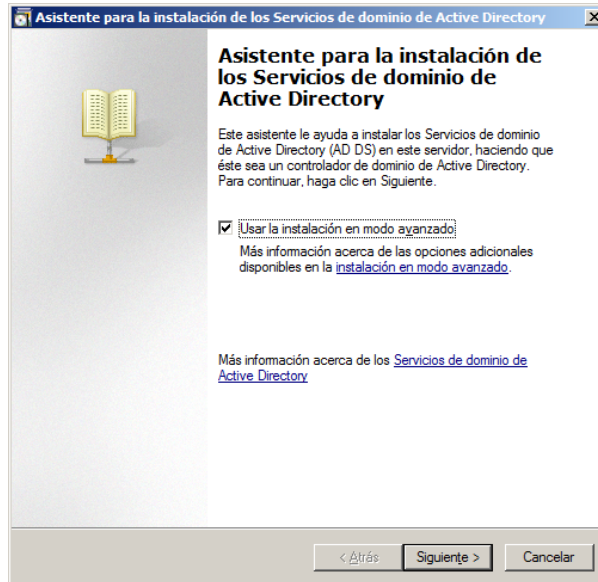 Asistente para la instalación de los Servicios de dominio de Active Directory
Asistente para la instalación de
los Servicios de dominio de
Active Directory
Este asistente le ayuda a instalar los Servicios de dominio
de Active Directory (AD DS) en este servidor, haciendo que
éste sea un controlador de dominio de Active Directory.
Para continuar, haga clic en Siguiente.
Usar la instalación en modo avanzado
Más información acerca de las opciones adicionales
disponibles en la instalación en modo avanzado.
Más información acerca de los Servicios de dominio de
Active Directory
< Atrás Siguiente > Cancelar